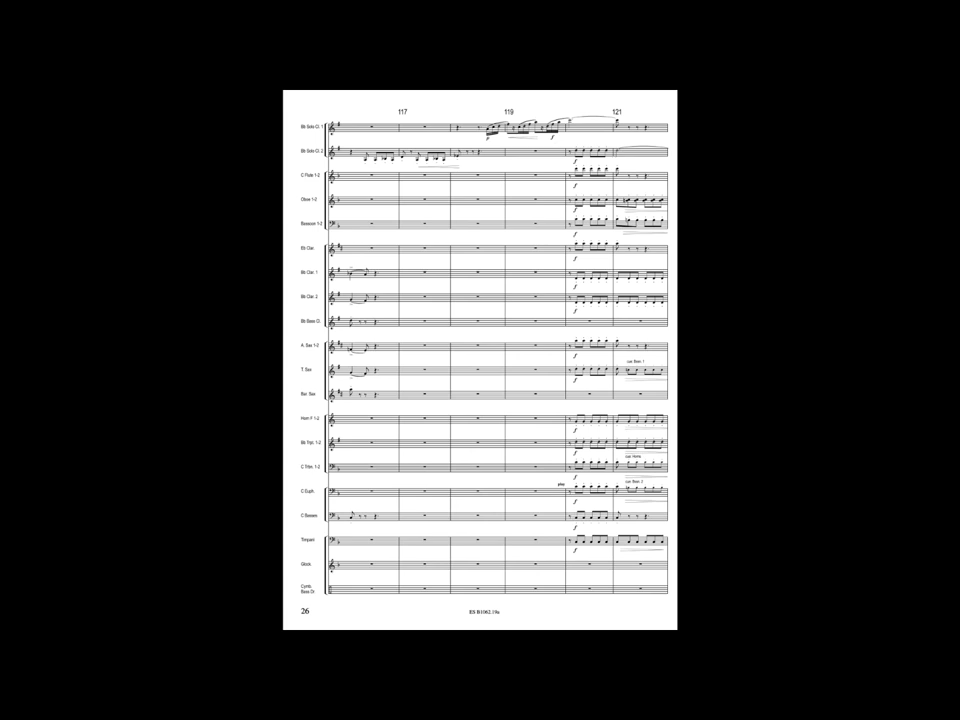 117 119 121
Bb Solo Cl. 1
p f
Bb Solo Cl. 2
f
C Flute 1-2
f
Oboe 1-2
f
Bassoon 1-2
f
Eb Clar.
f
Bb Clar. 1
f
Bb Clar. 2
f
Bb Bass Cl.
A. Sax 1-2
f
cue: Bsn. 1
T. Sax
f
Bar. Sax
Horn F 1-2
f
Bb Trpt. 1-2
f
cue: Horns
C Trbn. 1-2
f
play cue: Bsn. 2
C Euph.
f
C Basses
f
Timpani
f
Glock.
Cymb.
Bass Dr
26 ES B1062.19a